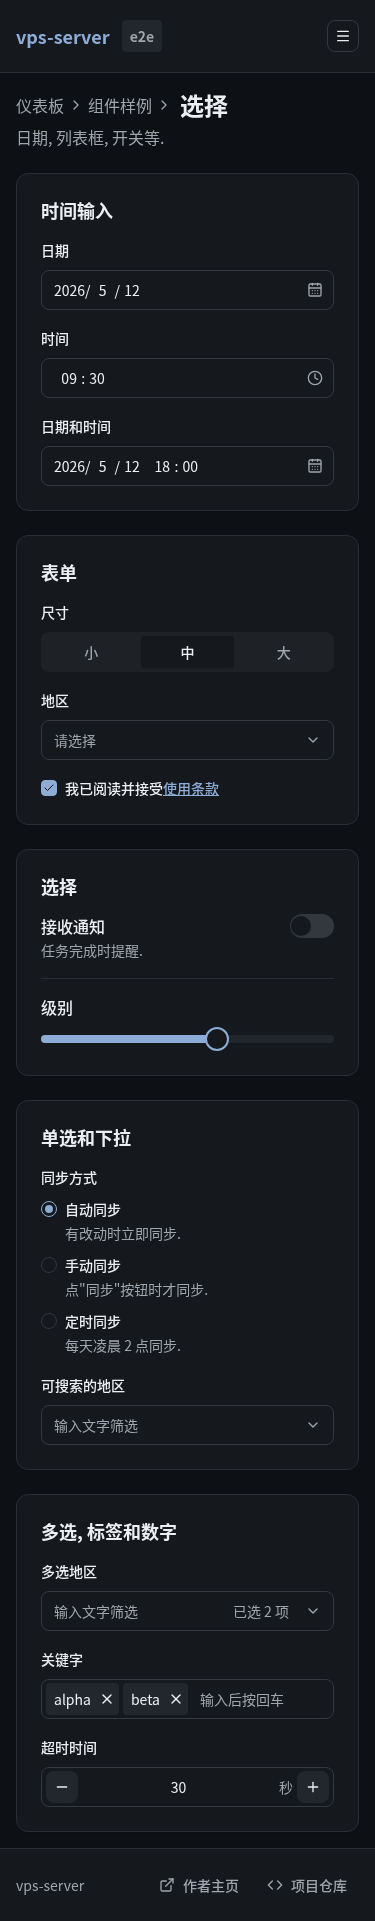 vps-server e2e
仪表板 > 组件样例 > 选择
日期, 列表框, 开关等.
时间输入
日期
2026/ 5 / 12
时间
09 : 30
日期和时间
2026/ 5 / 12 18 : 00
表单
尺寸
小 中 大
地区
请选择
我已阅读并接受使用条款
选择
接收通知
任务完成时提醒.
级别
单选和下拉
同步方式
自动同步
有改动时立即同步.
手动同步
点"同步"按钮时才同步.
定时同步
每天凌晨 2 点同步.
可搜索的地区
输入文字筛选
多选, 标签和数字
多选地区
输入文字筛选 已选 2 项
关键字
alpha × beta × 输入后按回车
超时时间
− 30 秒 +
vps-server 作者主页 项目仓库